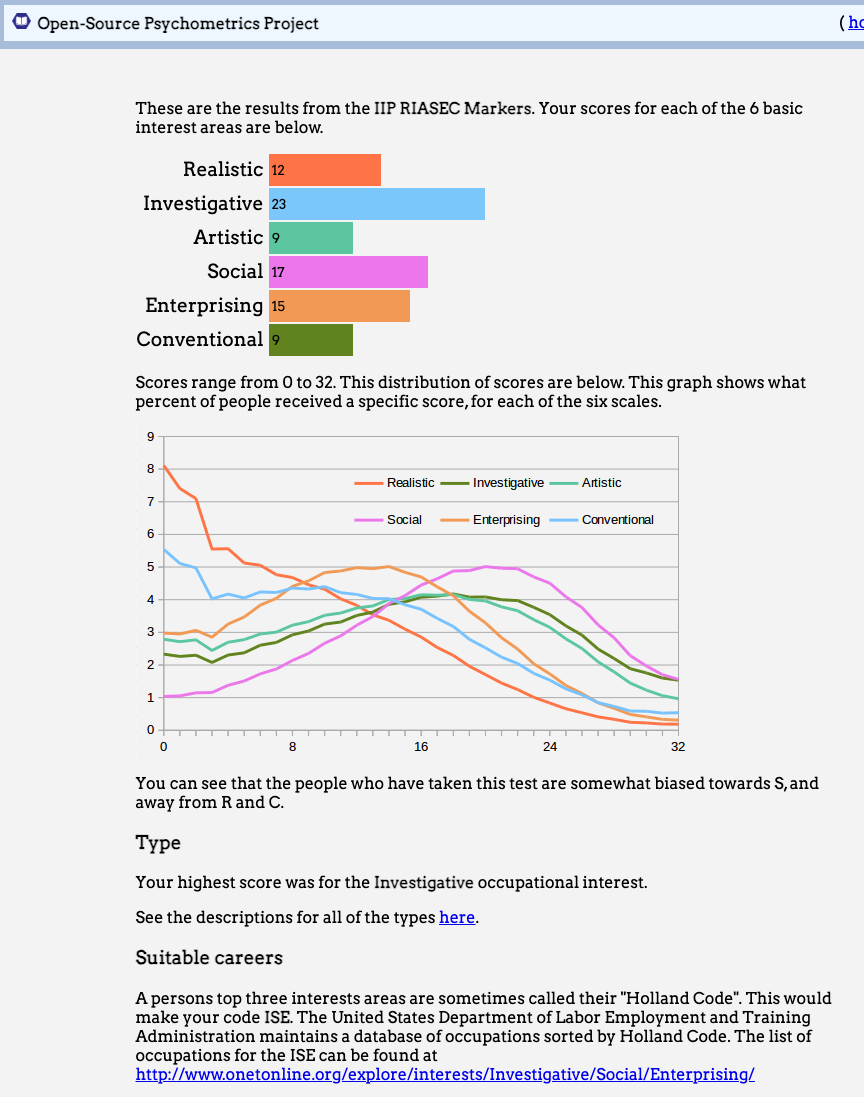 Open-Source Psychometrics Project
( ho
These are the results from the IIP RIASEC Markers. Your scores for each of the 6 basic
interest areas are below.
Realistic 12
Investigative 23
Artistic 9
Social 17
Enterprising 15
Conventional 9
Scores range from 0 to 32. This distribution of scores are below. This graph shows what
percent of people received a specific score, for each of the six scales.
9
8
7
6
5
4
3
2
1
0
Realistic Investigative Artistic
Social Enterprising Conventional
0 8 16 24 32
You can see that the people who have taken this test are somewhat biased towards S, and
away from R and C.
Type
Your highest score was for the Investigative occupational interest.
See the descriptions for all of the types here.
Suitable careers
A persons top three interests areas are sometimes called their "Holland Code". This would
make your code ISE. The United States Department of Labor Employment and Training
Administration maintains a database of occupations sorted by Holland Code. The list of
occupations for the ISE can be found at
http://www.onetonline.org/explore/interests/Investigative/Social/Enterprising/